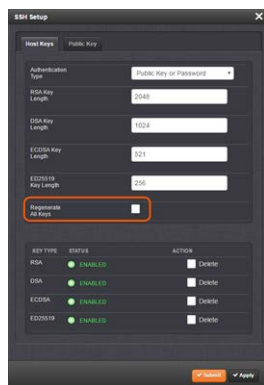 SSH Setup
Host Keys Public Key
Authentication Type Public Key or Password
RSA Key Length 2048
DSA Key Length 1024
ECDSA Key Length 521
ED25519 Key Length 256
Regenerate All Keys
KEY TYPE STATUS ACTION
RSA ENABLED Delete
DSA ENABLED Delete
ECDSA ENABLED Delete
ED25519 ENABLED Delete
Submit Apply